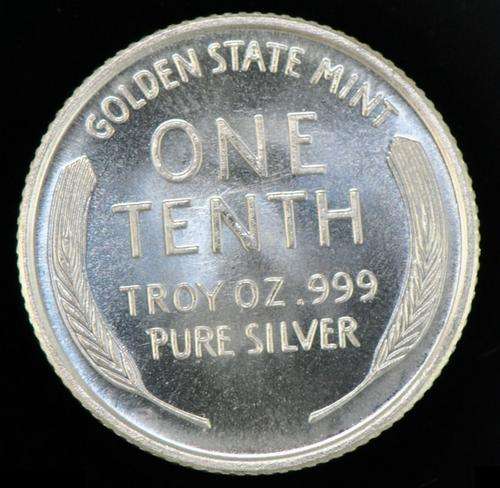 GOLDEN STATE MINT
ONE
TENTH
TROY OZ .999
PURE SILVER